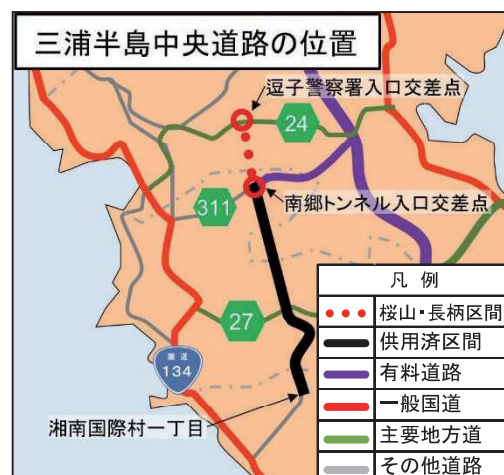 三浦半島中央道路の位置
逗子警察署入口交差点
24
311
南郷トンネル入口交差点
27
国道
134
湘南国際村一丁目
凡例
桜山・長柄区間
供用済区間
有料道路
一般国道
主要地方道
その他道路